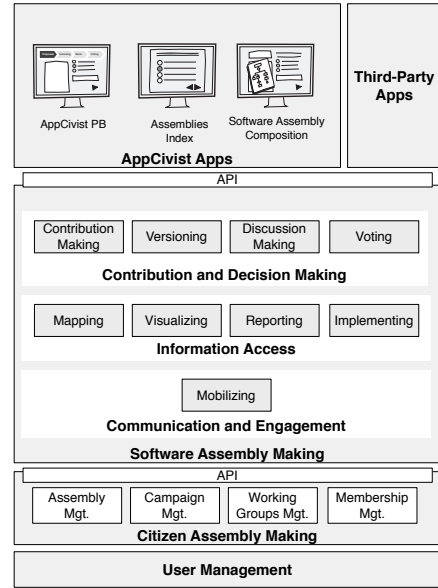 AppCivist PB
Assemblies
Index
Software Assembly
Composition
AppCivist Apps
Third-Party
Apps
API
Contribution
Making
Versioning
Discussion
Making
Voting
Contribution and Decision Making
Mapping
Visualizing
Reporting
Implementing
Information Access
Mobilizing
Communication and Engagement
Software Assembly Making
API
Assembly
Mgt.
Campaign
Mgt.
Working
Groups Mgt.
Membership
Mgt.
Citizen Assembly Making
User Management